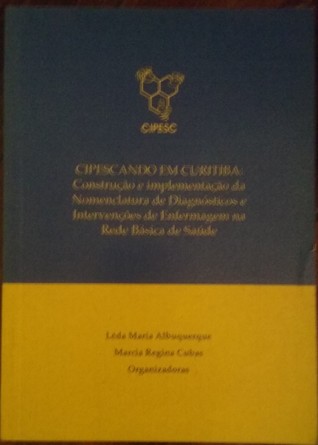 CIPESC
CIPESCANDO EM CURITIBA:
Construção e implementação da
Nomenclatura de Diagnósticos e
Intervenções de Enfermagem na
Rede Básica de Saúde
Lêda Maria Albuquerque
Marcia Regina Cubas
Organizadoras